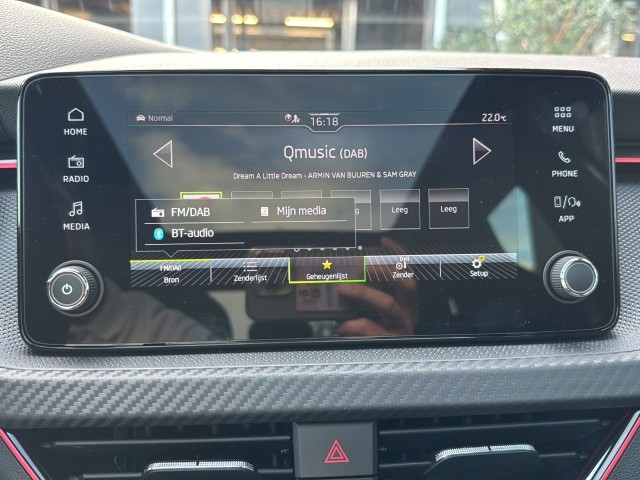 Normal
16:18
22.0°C
HOME
RADIO
MEDIA
Qmusic (DAB)
Dream A Little Dream - ARMIN VAN BUUREN & SAM GRAY
Leeg
Leeg
FM/DAB
Mijn media
BT-audio
FM/DAB
Bron
Zenderlijst
Geheugenlijst
Zender
Setup
MENU
PHONE
APP